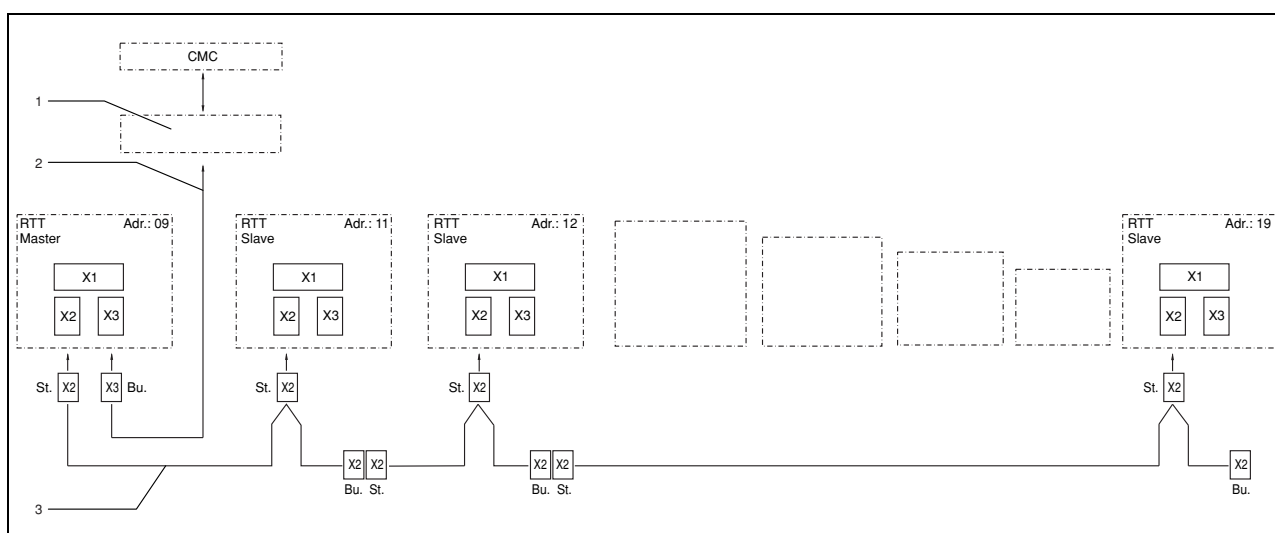 CMC
1
2
RTT Adr.: 09
Master
X1
X2 X3
RTT Adr.: 11
Slave
X1
X2 X3
RTT Adr.: 12
Slave
X1
X2 X3
RTT Adr.: 19
Slave
X1
X2 X3
St. X2 X3 Bu.
St. X2
St. X2
St. X2
X2 X2
Bu. St.
X2 X2
Bu. St.
X2
Bu.
3